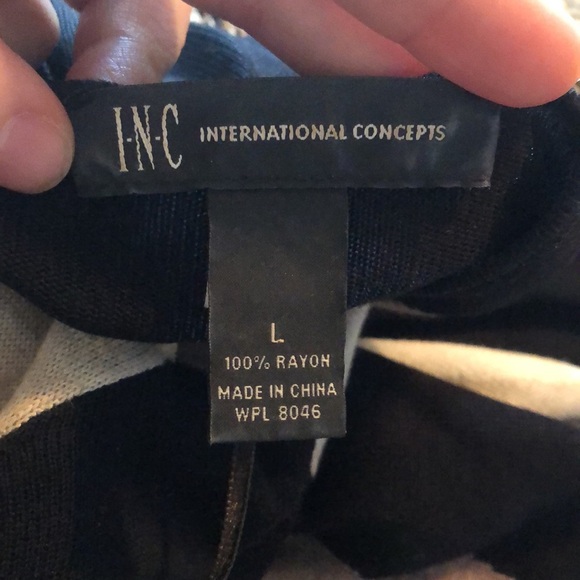 I·N·C INTERNATIONAL CONCEPTS
L
100% RAYON
MADE IN CHINA
WPL 8046